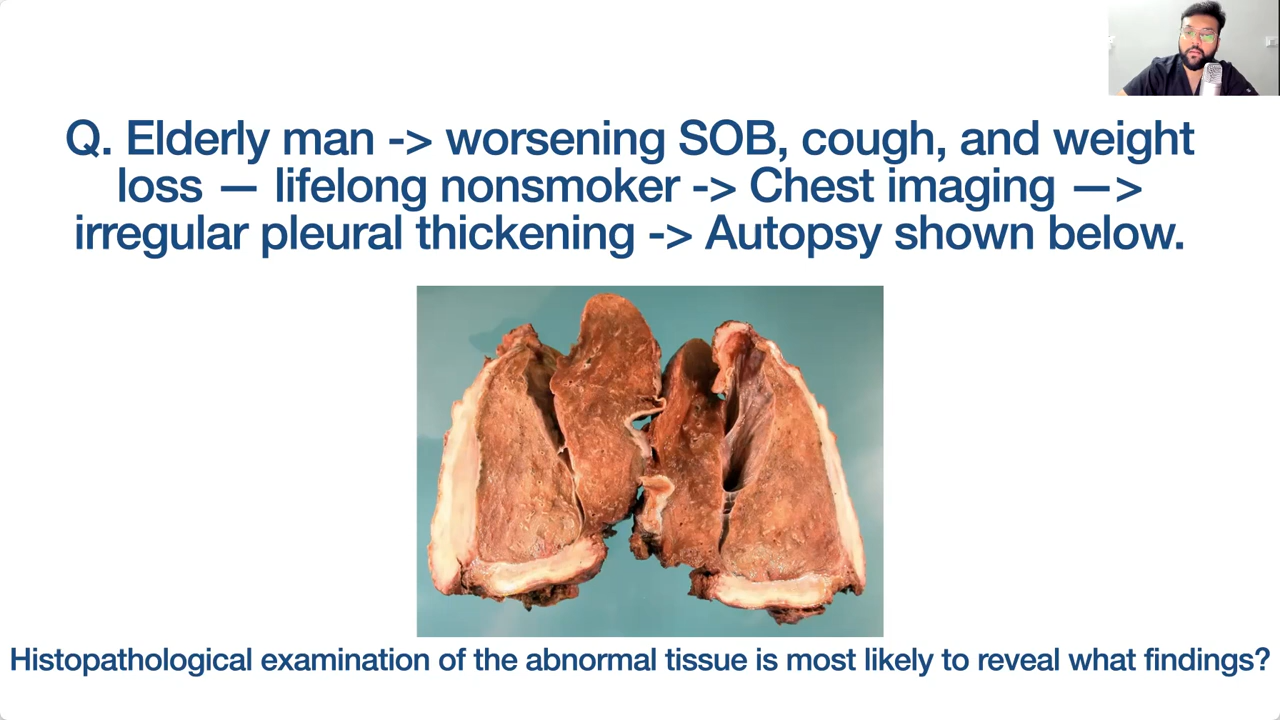 Q. Elderly man -> worsening SOB, cough, and weight
loss — lifelong nonsmoker -> Chest imaging —>
irregular pleural thickening -> Autopsy shown below.
Histopathological examination of the abnormal tissue is most likely to reveal what findings?